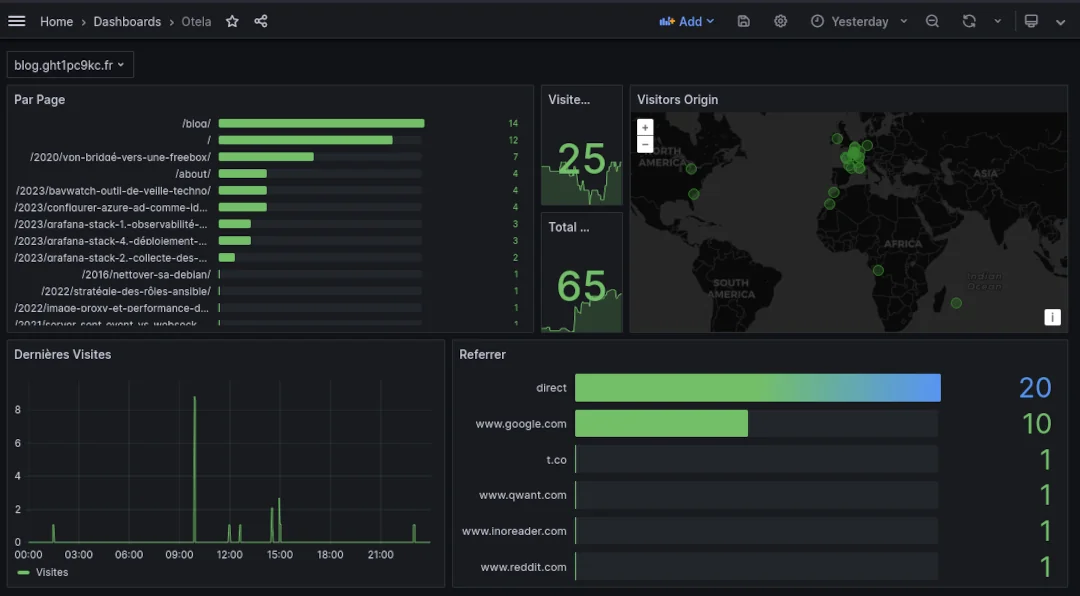 Home › Dashboards › Otela
Add
Yesterday
blog.ght1pc9kc.fr
Par Page
/blog/ 14
/ 12
/2020/vpn-bridgé-vers-une-freebox/ 7
/about/ 4
/2023/baywatch-outil-de-veille-techno/ 4
/2023/configurer-azure-ad-comme-id... 4
/2023/grafana-stack-1.-observabilité-... 3
/2023/grafana-stack-4.-déploiement-... 3
/2023/grafana-stack-2.-collecte-des-... 2
/2016/nettoyer-sa-debian/ 1
/2022/stratégie-des-rôles-ansible/ 1
/2022/image-proxy-et-performance-d... 1
/2021/server-sent-event-vs-websock... 1
Visite...
25
Total ...
65
Visitors Origin
+
−
NORTH
AMERICA
ASIA
AFRICA
SOUTH
AMERICA
Indian
Ocean
i
Dernières Visites
8
6
4
2
0
00:00 03:00 06:00 09:00 12:00 15:00 18:00 21:00
Visites
Referrer
direct 20
www.google.com 10
t.co 1
www.qwant.com 1
www.inoreader.com 1
www.reddit.com 1